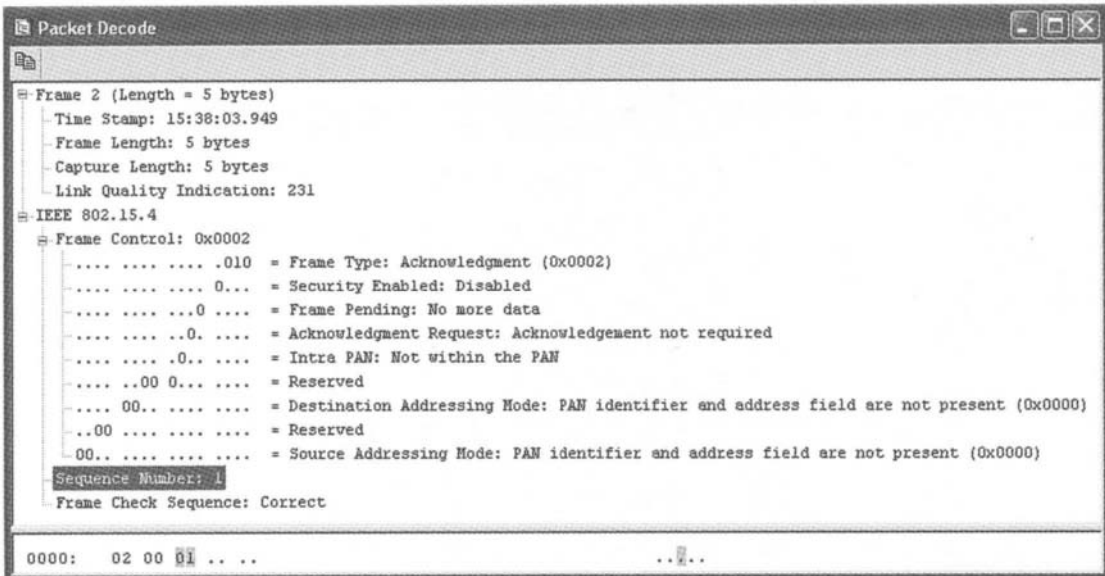 Packet Decode
Frame 2 (Length = 5 bytes)
Time Stamp: 15:38:03.949
Frame Length: 5 bytes
Capture Length: 5 bytes
Link Quality Indication: 231
IEEE 802.15.4
Frame Control: 0x0002
.... .... .... .010 = Frame Type: Acknowledgment (0x0002)
.... .... .... 0... = Security Enabled: Disabled
.... .... ...0 .... = Frame Pending: No more data
.... .... ..0. .... = Acknowledgment Request: Acknowledgement not required
.... .... .0.. .... = Intra PAN: Not within the PAN
.... ..00 0... .... = Reserved
.... 00.. .... .... = Destination Addressing Mode: PAN identifier and address field are not present (0x0000)
..00 .... .... .... = Reserved
00.. .... .... .... = Source Addressing Mode: PAN identifier and address field are not present (0x0000)
Sequence Number: 1
Frame Check Sequence: Correct
0000: 02 00 01 .. .. .....